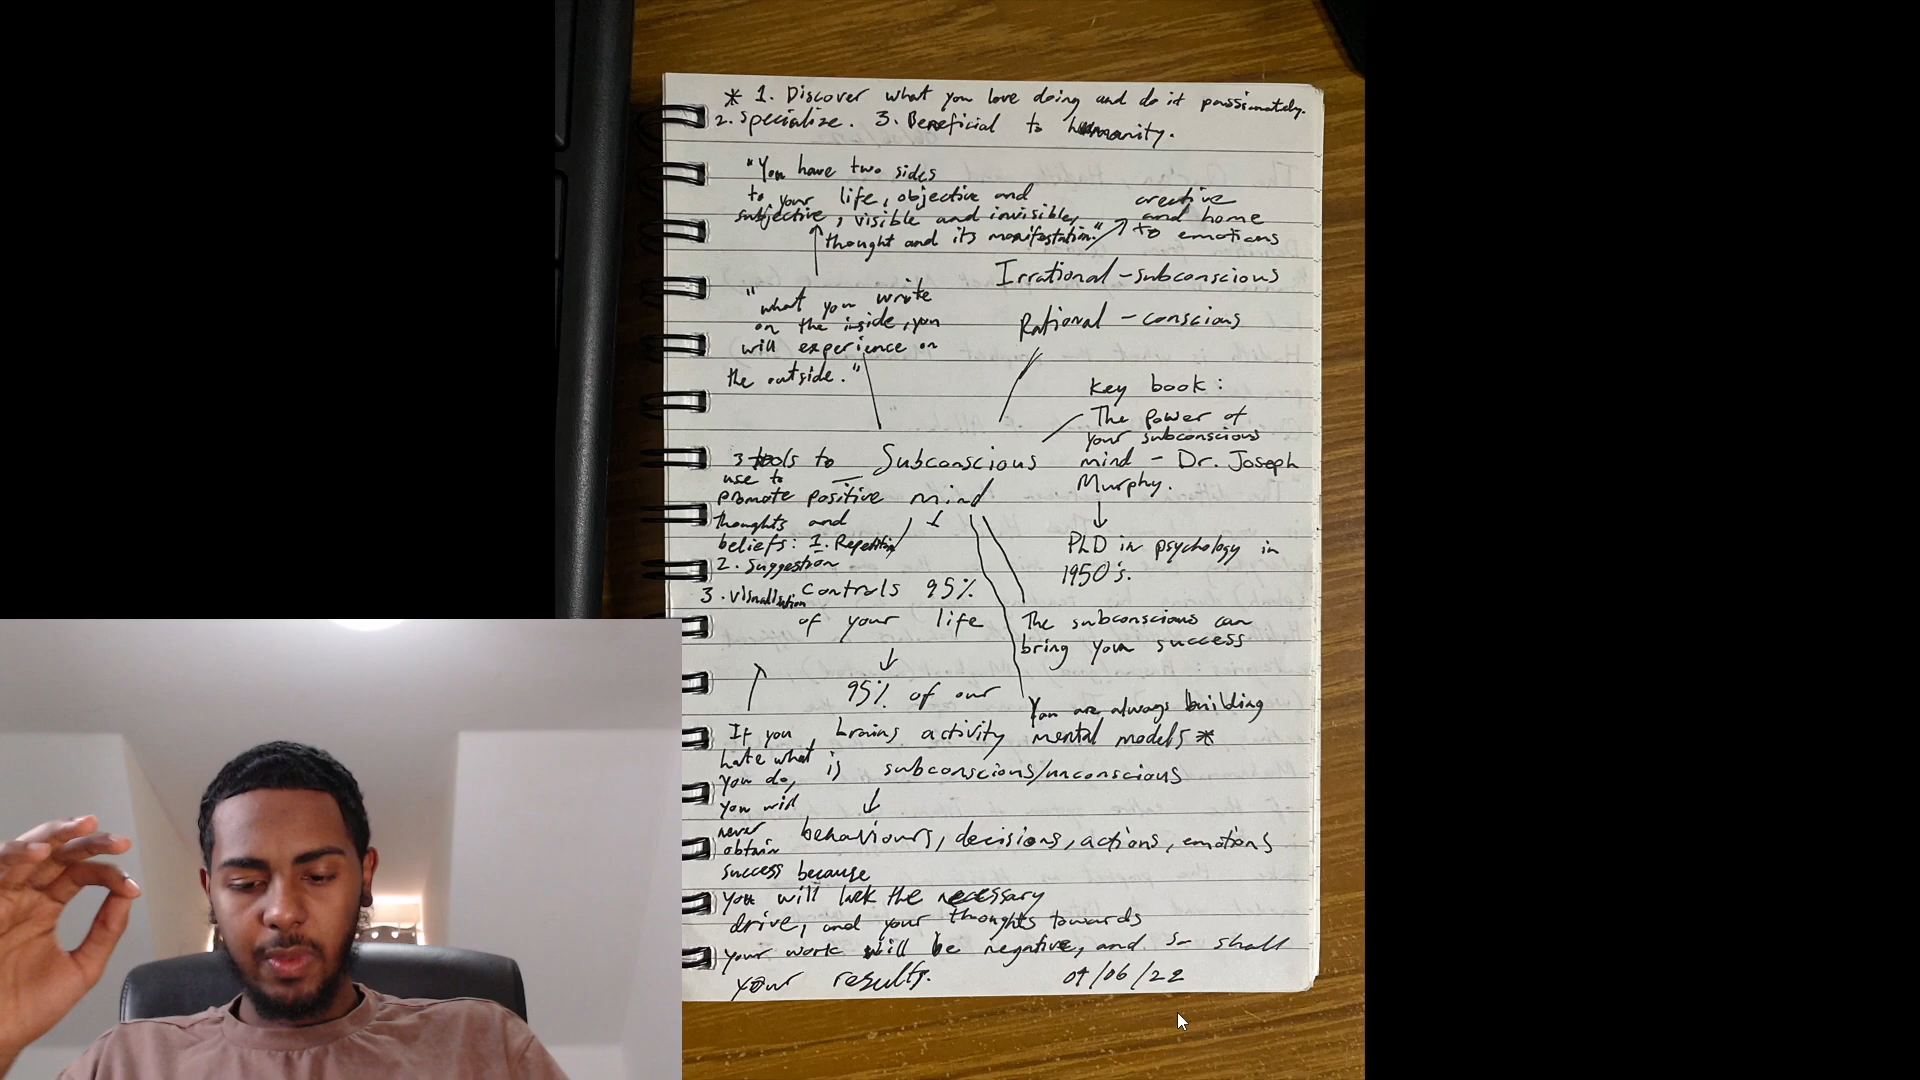 * 1. Discover what you love doing and do it passionately.
2. Specialize. 3. Beneficial to humanity.
"You have two sides
to your life, objective and
subjective, visible and invisible,
thought and its manifestation."
creative
and home
to emotions
Irrational - subconscious
Rational - conscious
"what you write
on the inside, you
will experience on
the outside."
Key book:
The power of
your subconscious
mind - Dr. Joseph
Murphy.
PhD in psychology in
1950's.
Subconscious
mind
3 tools to
use to
promote positive
thoughts and
beliefs: 1. Repetition
2. Suggestion
3. Visualisation
Controls 95%
of your life
95% of our
brains activity
is subconscious/unconscious
behaviours, decisions, actions, emotions
The subconscious can
bring you success
You are always building
mental models *
If you
hate what
you do,
you will
never
obtain
success because
you will lack the necessary
drive, and your thoughts towards
your work will be negative, and so shall
your results.
/06/22